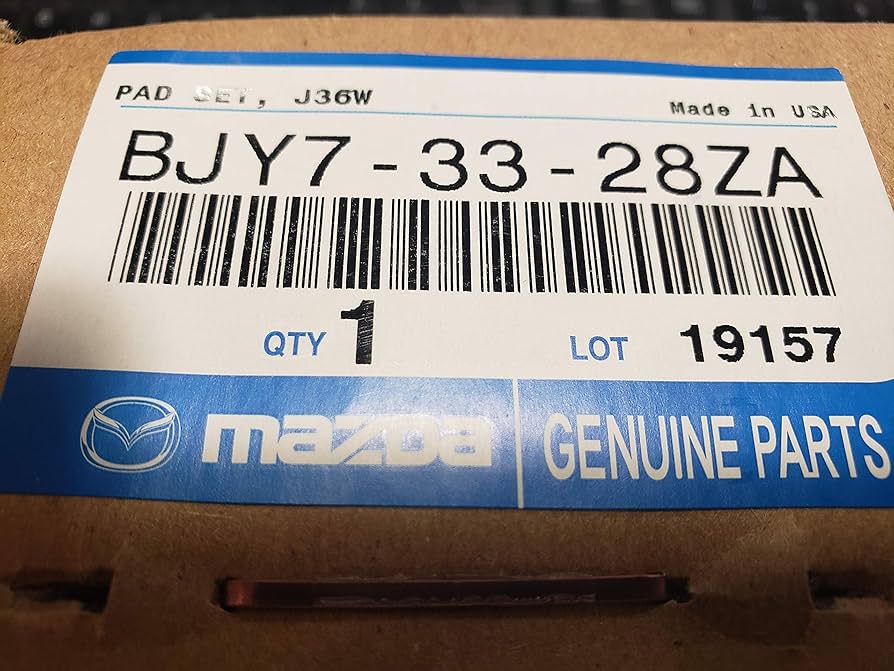 PAD SET, J36W
Made in USA
BJY7-33-28ZA
QTY 1
LOT 19157
mazda
GENUINE PARTS